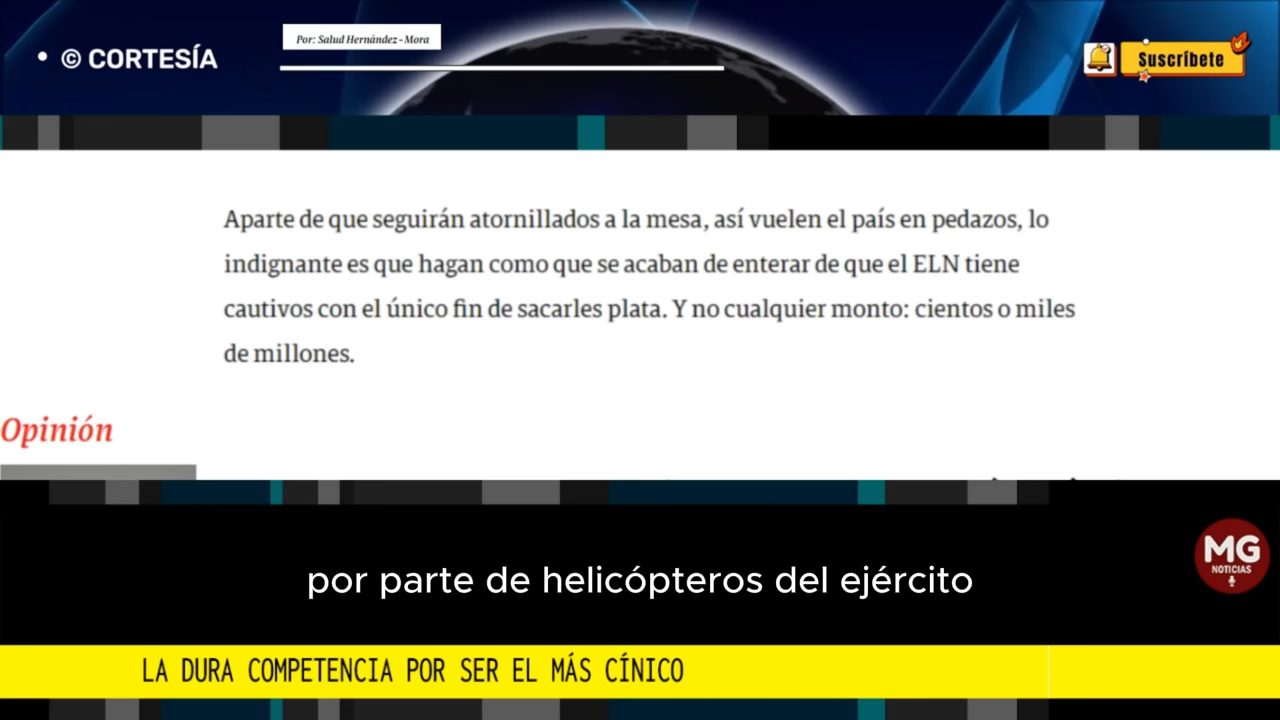 • © CORTESÍA
Por: Salud Hernández-Mora
Suscríbete
Aparte de que seguirán atornillados a la mesa, así vuelen el país en pedazos, lo
indignante es que hagan como que se acaban de enterar de que el ELN tiene
cautivos con el único fin de sacarles plata. Y no cualquier monto: cientos o miles
de millones.
Opinión
por parte de helicópteros del ejército
MG
NOTICIAS
LA DURA COMPETENCIA POR SER EL MÁS CÍNICO